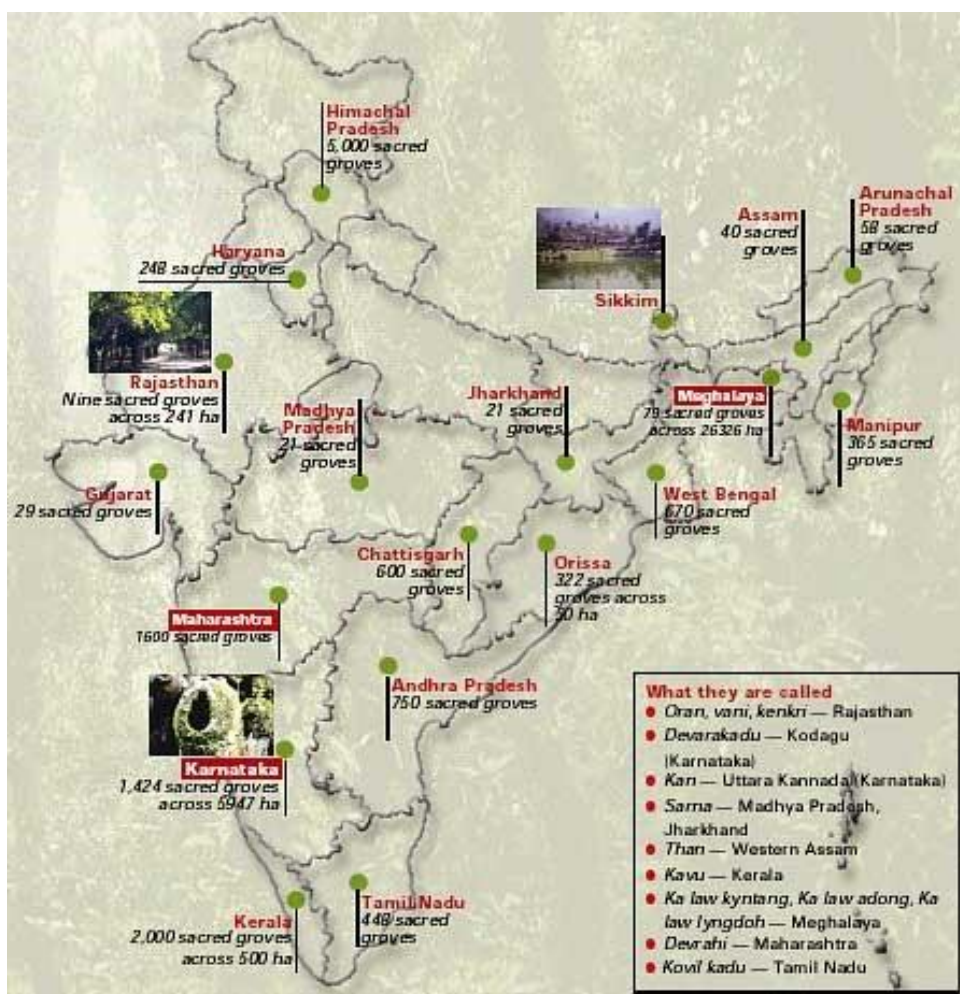 Himachal
Pradesh
5,000 sacred
groves
Arunachal
Pradesh
58 sacred
groves
Assam
40 sacred
groves
Haryana
248 sacred groves
Sikkim
Rajasthan
Nine sacred groves
across 241 ha
Madhya
Pradesh
21 sacred
groves
Jharkhand
21 sacred
groves
Meghalaya
79 sacred groves
across 26326 ha
Manipur
365 sacred
groves
Gujarat
29 sacred groves
West Bengal
670 sacred
groves
Chattisgarh
600 sacred
groves
Orissa
322 sacred
groves across
50 ha
Maharashtra
1600 sacred groves
Andhra Pradesh
750 sacred groves
Karnataka
1,424 sacred groves
across 5947 ha
Tamil Nadu
448 sacred
groves
Kerala
2,000 sacred groves
across 500 ha
What they are called
Oran, vani, kenkri — Rajasthan
Devarakadu — Kodagu
(Karnataka)
Kan — Uttara Kannada (Karnataka)
Sarna — Madhya Pradesh,
Jharkhand
Than — Western Assam
Kavu — Kerala
Ka law kyntang, Ka law adong, Ka
law lyngdoh — Meghalaya
Devrahi — Maharashtra
Kovil kadu — Tamil Nadu